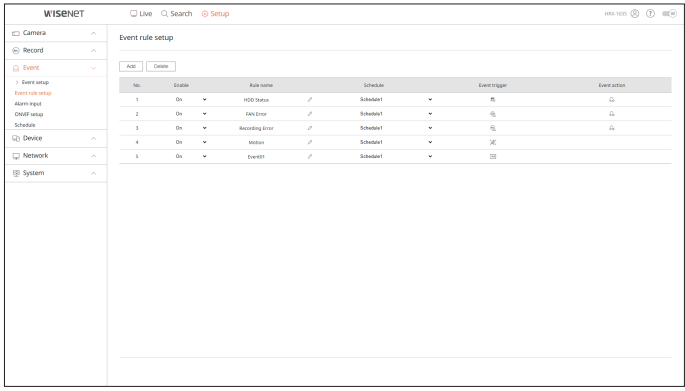 WISENET
Live Search Setup HRX-1635 ?
Camera
Record
Event
> Event setup
Event rule setup
Alarm input
ONVIF setup
Schedule
Device
Network
System
Event rule setup
Add Delete
No. Enable Rule name Schedule Event trigger Event action
1 On HDD Status Schedule1
2 On FAN Error Schedule1
3 On Recording Error Schedule1
4 On Motion Schedule1
5 On Event01 Schedule1